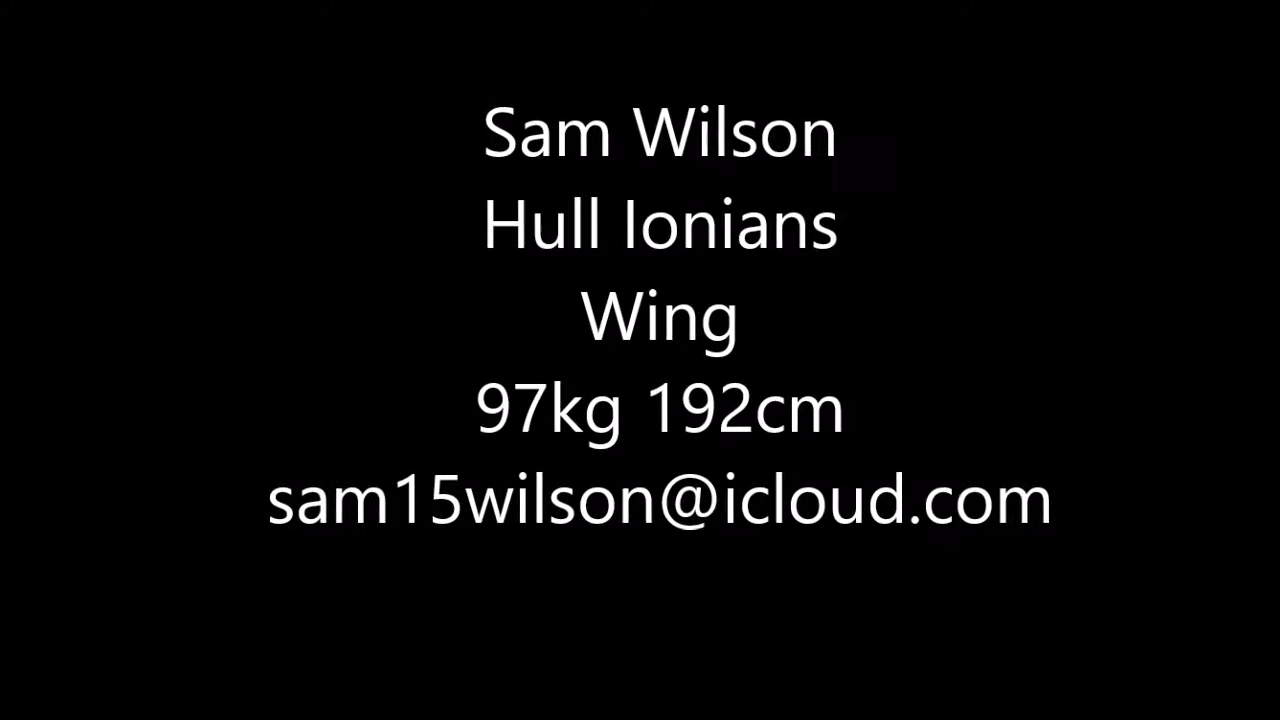 Sam Wilson
Hull Ionians
Wing
97kg 192cm
sam15wilson@icloud.com